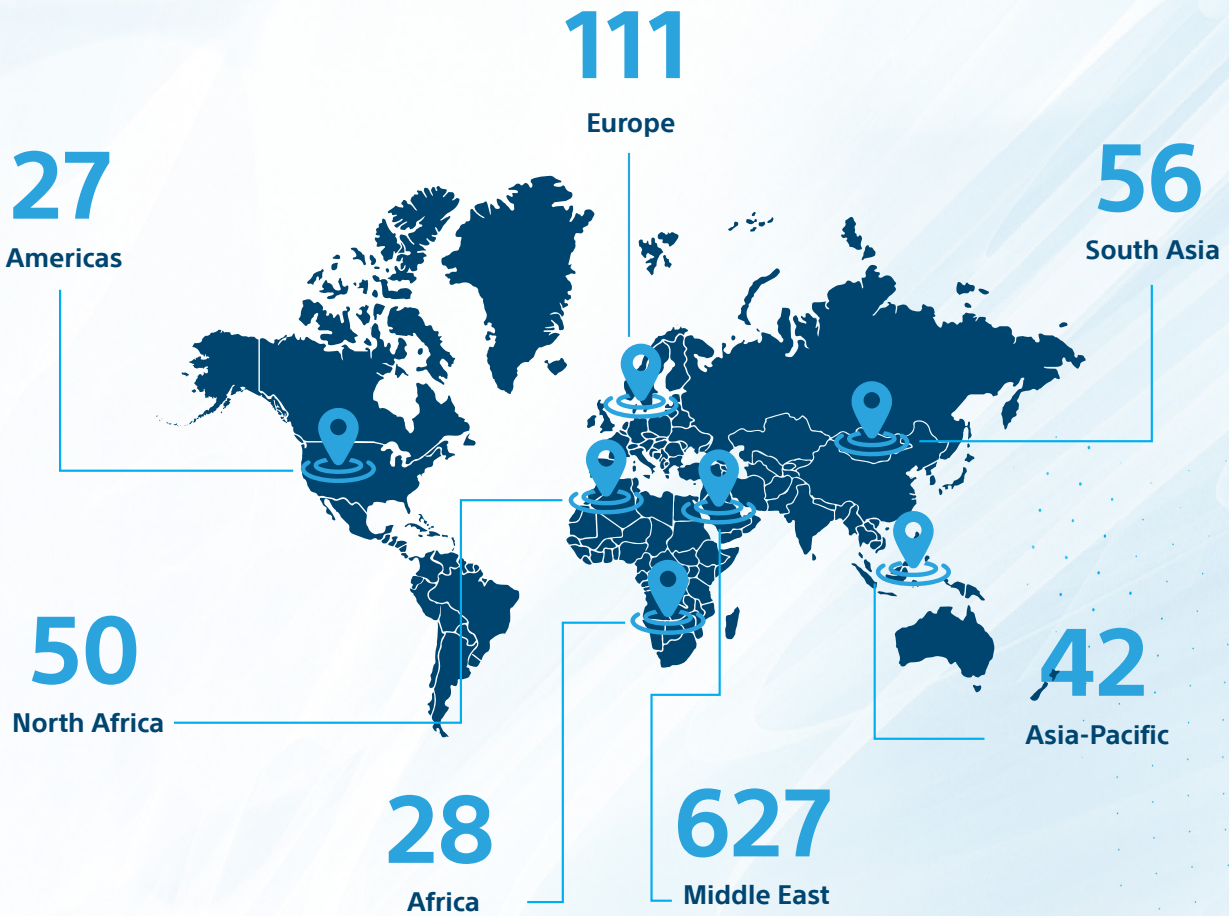 111
Europe
27
Americas
56
South Asia
50
North Africa
42
Asia-Pacific
28
Africa
627
Middle East